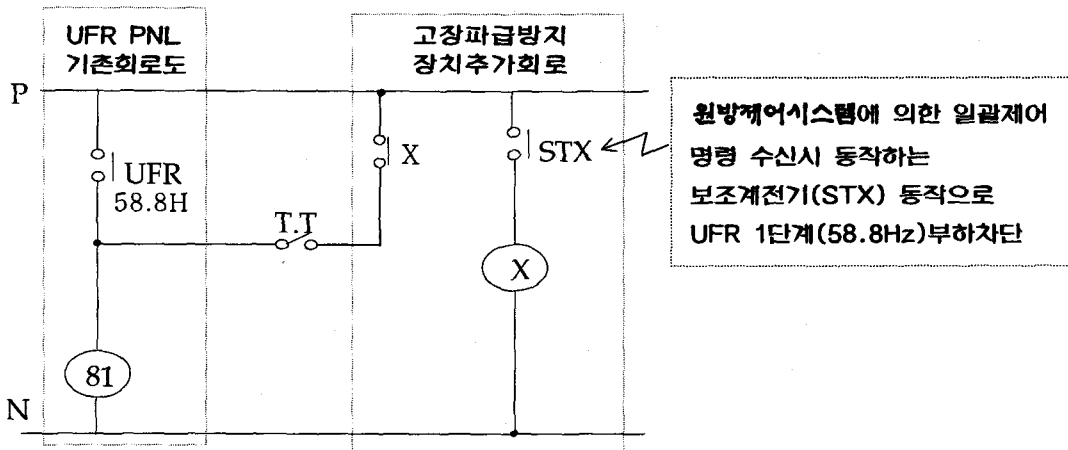 UFR PNL
기존회로도
고장파급방지
장치추가회로
P
X
STX
UFR
58.8H
T.T
X
81
N
원방제어시스템에 의한 일괄제어
명령 수신시 동작하는
보조계전기(STX) 동작으로
UFR 1단계(58.8Hz)부하차단